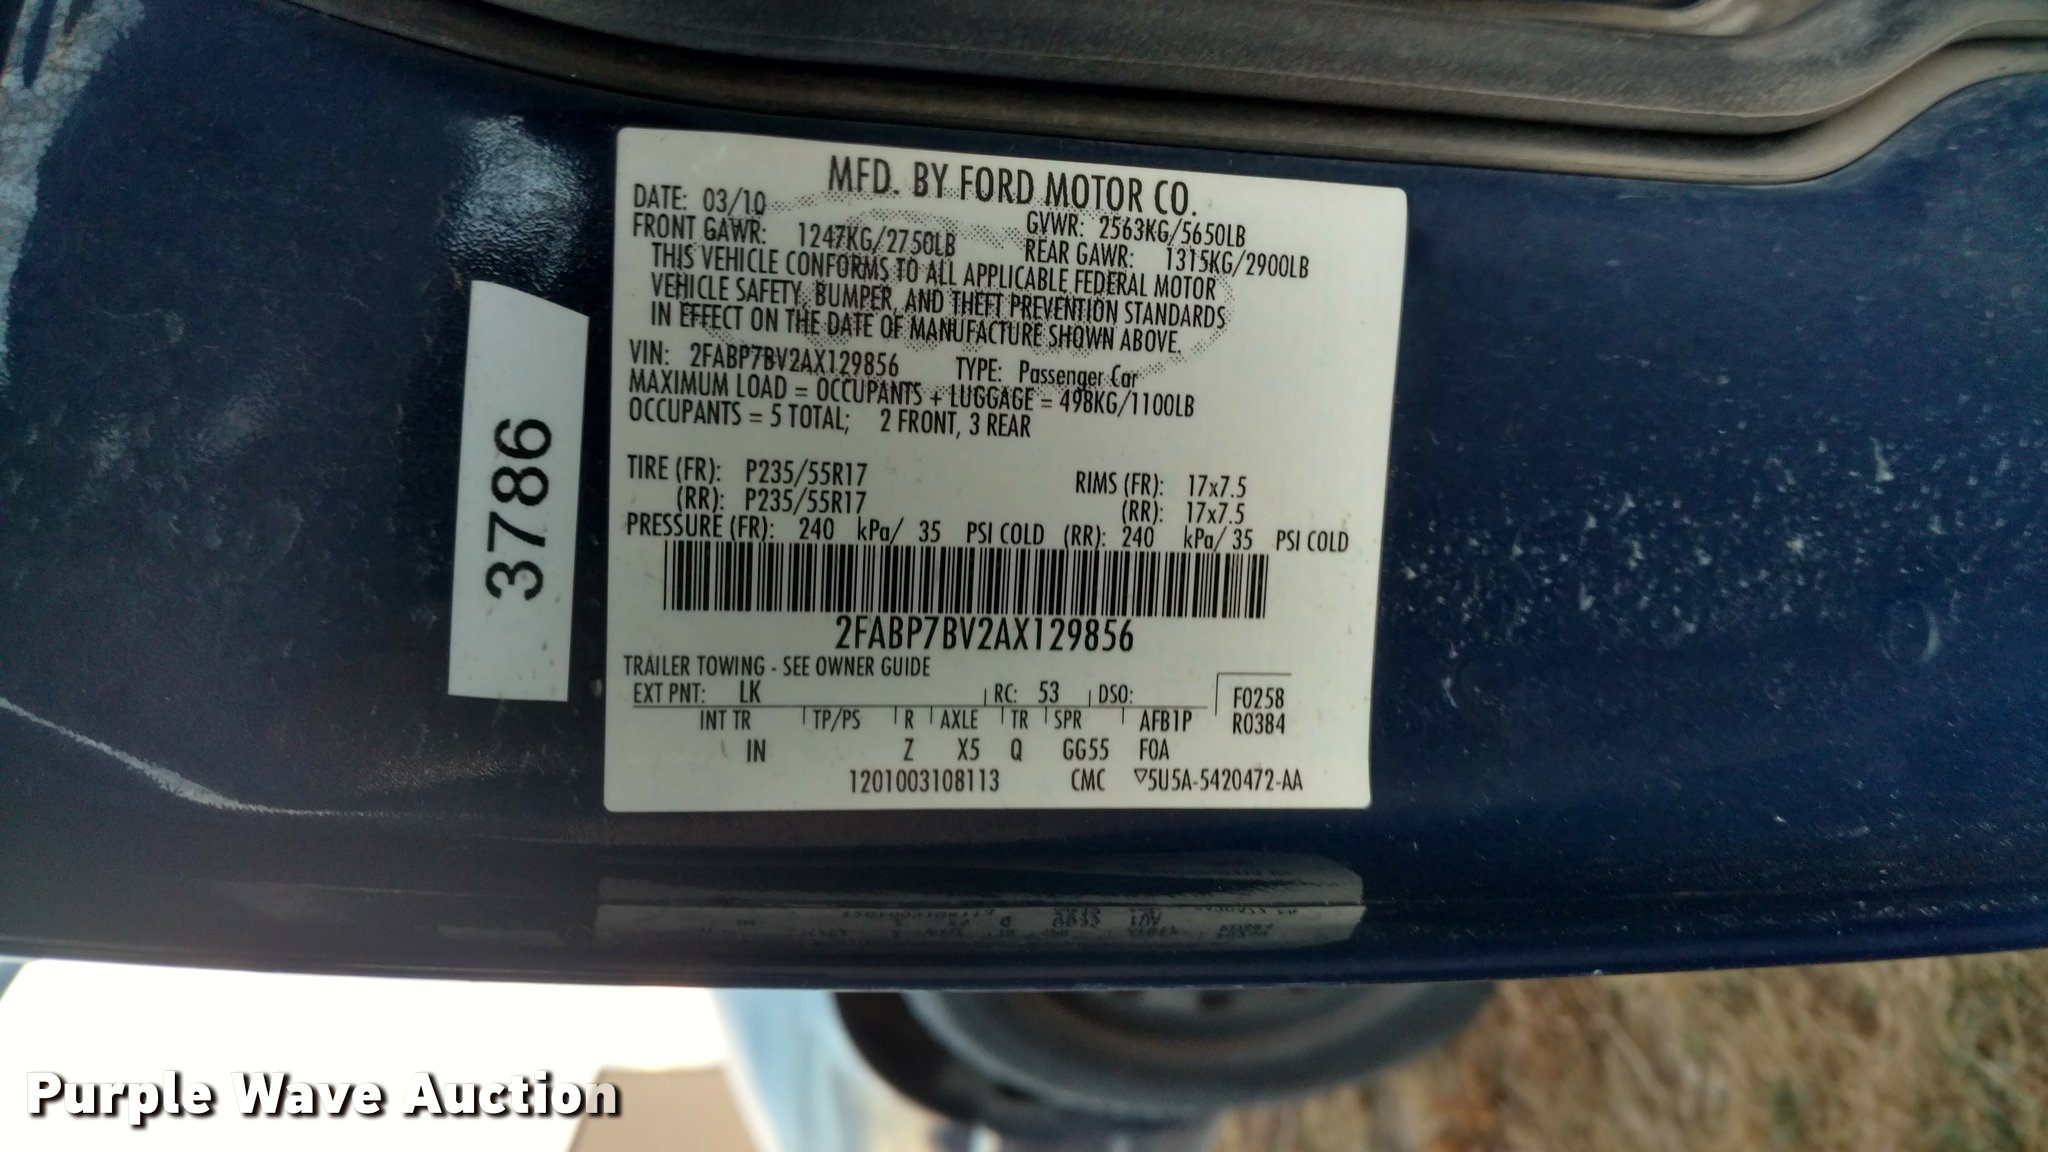 MFD. BY FORD MOTOR CO.
DATE: 03/10 GVWR: 2563KG/5650LB
FRONT GAWR: 1247KG/2750LB REAR GAWR: 1315KG/2900LB
THIS VEHICLE CONFORMS TO ALL APPLICABLE FEDERAL MOTOR
VEHICLE SAFETY, BUMPER, AND THEFT PREVENTION STANDARDS
IN EFFECT ON THE DATE OF MANUFACTURE SHOWN ABOVE.
VIN: 2FABP7BV2AX129856 TYPE: Passenger Car
MAXIMUM LOAD = OCCUPANTS + LUGGAGE = 498KG/1100LB
OCCUPANTS = 5 TOTAL; 2 FRONT, 3 REAR
TIRE (FR): P235/55R17 RIMS (FR): 17x7.5
(RR): P235/55R17 (RR): 17x7.5
PRESSURE (FR): 240 kPa/ 35 PSI COLD (RR): 240 kPa/ 35 PSI COLD
2FABP7BV2AX129856
TRAILER TOWING - SEE OWNER GUIDE
EXT PNT: LK RC: 53 DSO: F0258
INT TR TP/PS R AXLE TR SPR AFB1P R0384
IN Z X5 Q GG55 F0A
1201003108113 CMC ▽5U5A-5420472-AA
3786
Purple Wave Auction